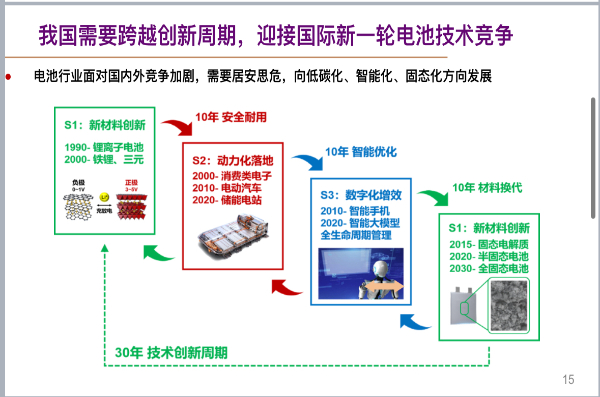 我国需要跨越创新周期，迎接国际新一轮电池技术竞争
电池行业面对国内外竞争加剧，需要居安思危，向低碳化、智能化、固态化方向发展
S1：新材料创新
1990- 锂离子电池
2000- 铁锂、三元
负极
0~1V
正极
3~5V
充放电
10年 安全耐用
S2：动力化落地
2000- 消费类电子
2010- 电动汽车
2020- 储能电站
10年 智能优化
S3：数字化增效
2010- 智能手机
2020- 智能大模型
全生命周期管理
10年 材料换代
S1：新材料创新
2015- 固态电解质
2020- 半固态电池
2030- 全固态电池
30年 技术创新周期
15